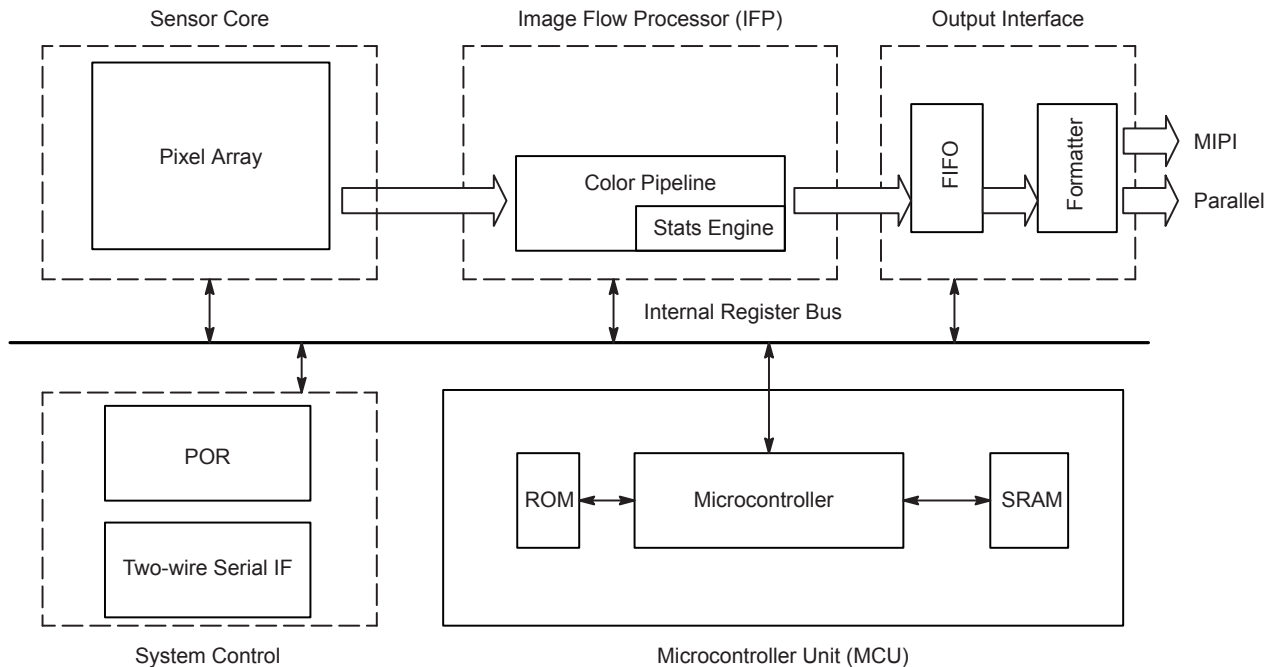 Sensor Core
Image Flow Processor (IFP)
Output Interface
Pixel Array
Color Pipeline
Stats Engine
FIFO
Formatter
MIPI
Parallel
Internal Register Bus
POR
Two-wire Serial IF
ROM
Microcontroller
SRAM
System Control
Microcontroller Unit (MCU)